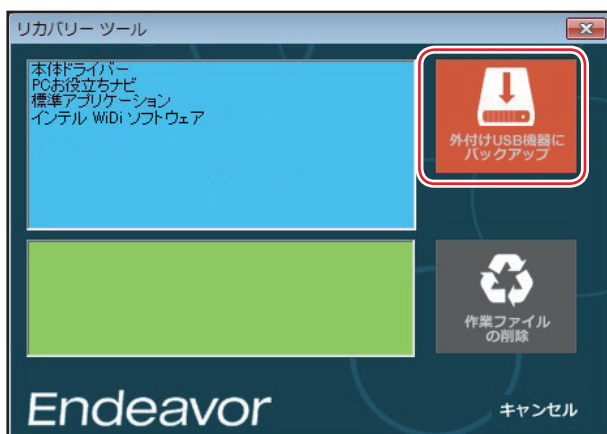 リカバリー ツール
本体ドライバー
PCお役立ちナビ
標準アプリケーション
インテル WiDi ソフトウェア
外付けUSB機器に
バックアップ
作業ファイル
の削除
Endeavor
キャンセル